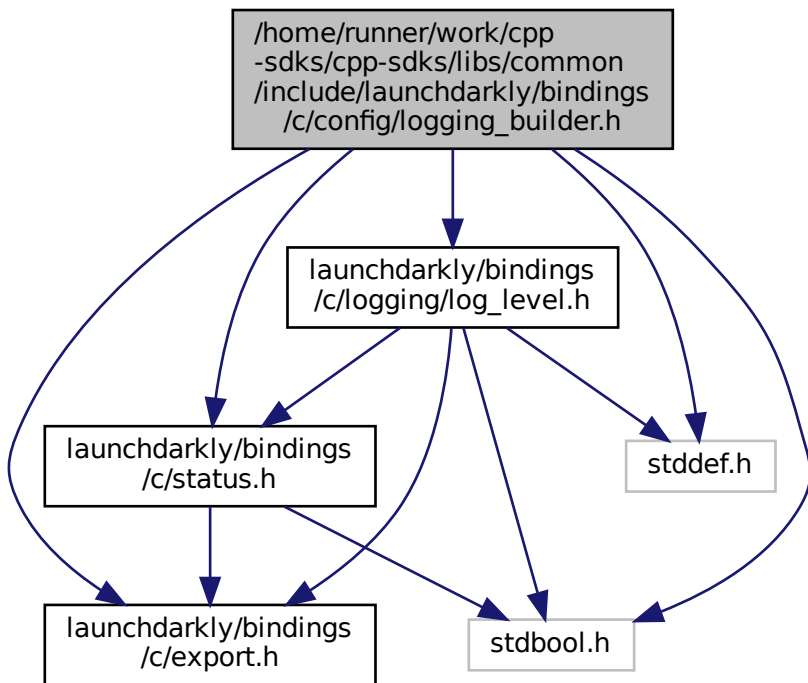 /home/runner/work/cpp
-sdks/cpp-sdks/libs/common
/include/launchdarkly/bindings
/c/config/logging_builder.h
launchdarkly/bindings
/c/logging/log_level.h
launchdarkly/bindings
/c/status.h
stddef.h
launchdarkly/bindings
/c/export.h
stdbool.h